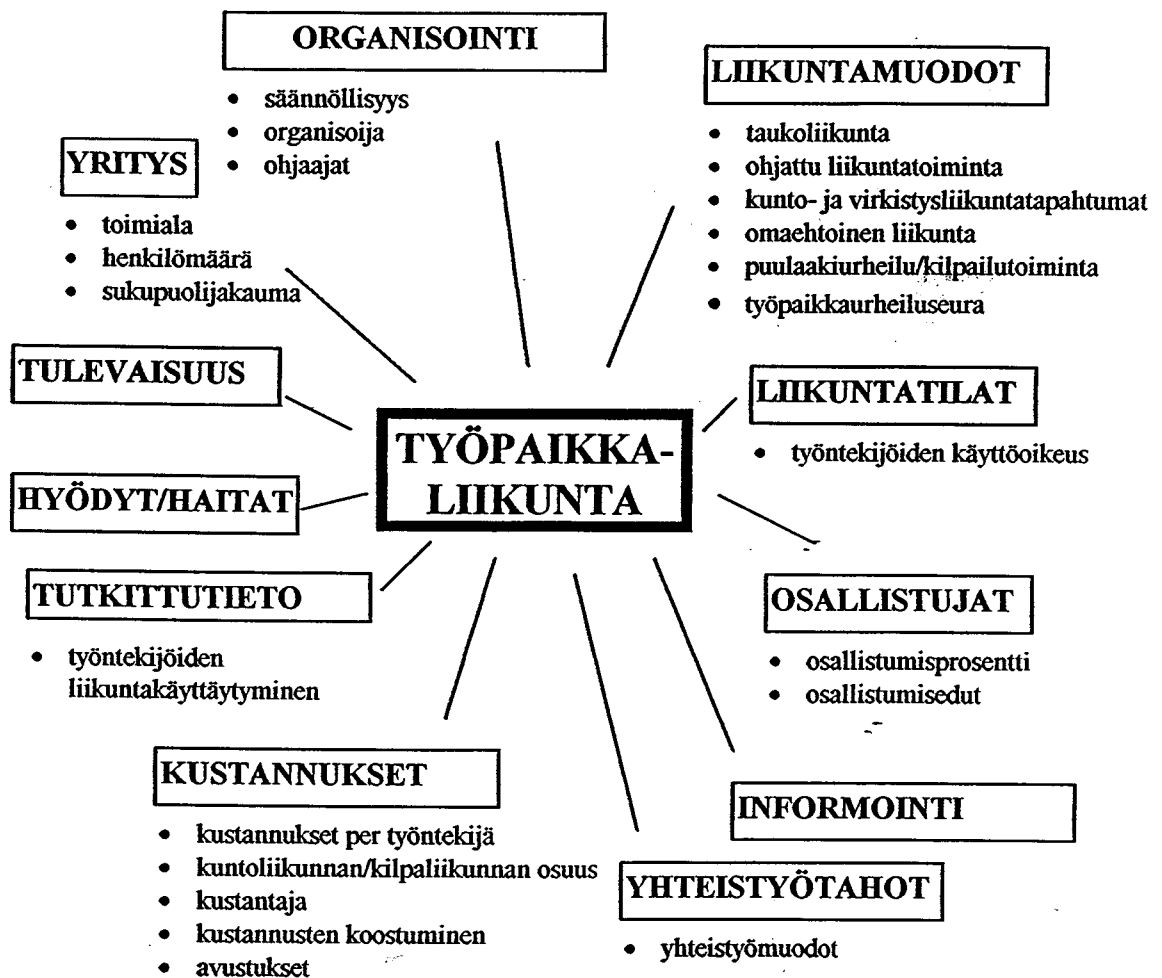 ORGANISOINTI
• säännöllisyys
• organisoija
• ohjaajat
LIIKUNTAMUODOT
• taukoliikunta
• ohjattu liikuntatoiminta
• kunto- ja virkistysliikuntatapahtumat
• omaehtoinen liikunta
• puulaakiurheilu/kilpailutoiminta
• työpaikkaurheiluseura
YRITYS
• toimiala
• henkilömäärä
• sukupuolijakauma
TULEVAISUUS
LIIKUNTATILAT
• työntekijöiden käyttöoikeus
TYÖPAIKKA-
LIIKUNTA
HYÖDYT/HAITAT
TUTKITTUTIETO
• työntekijöiden
liikuntakäyttäytyminen
OSALLISTUJAT
• osallistumisprosentti
• osallistumisedut
KUSTANNUKSET
• kustannukset per työntekijä
• kuntoliikunnan/kilpaliikunnan osuus
• kustantaja
• kustannusten koostuminen
• avustukset
INFORMOINTI
YHTEISTYÖTAHOT
• yhteistyömuodot